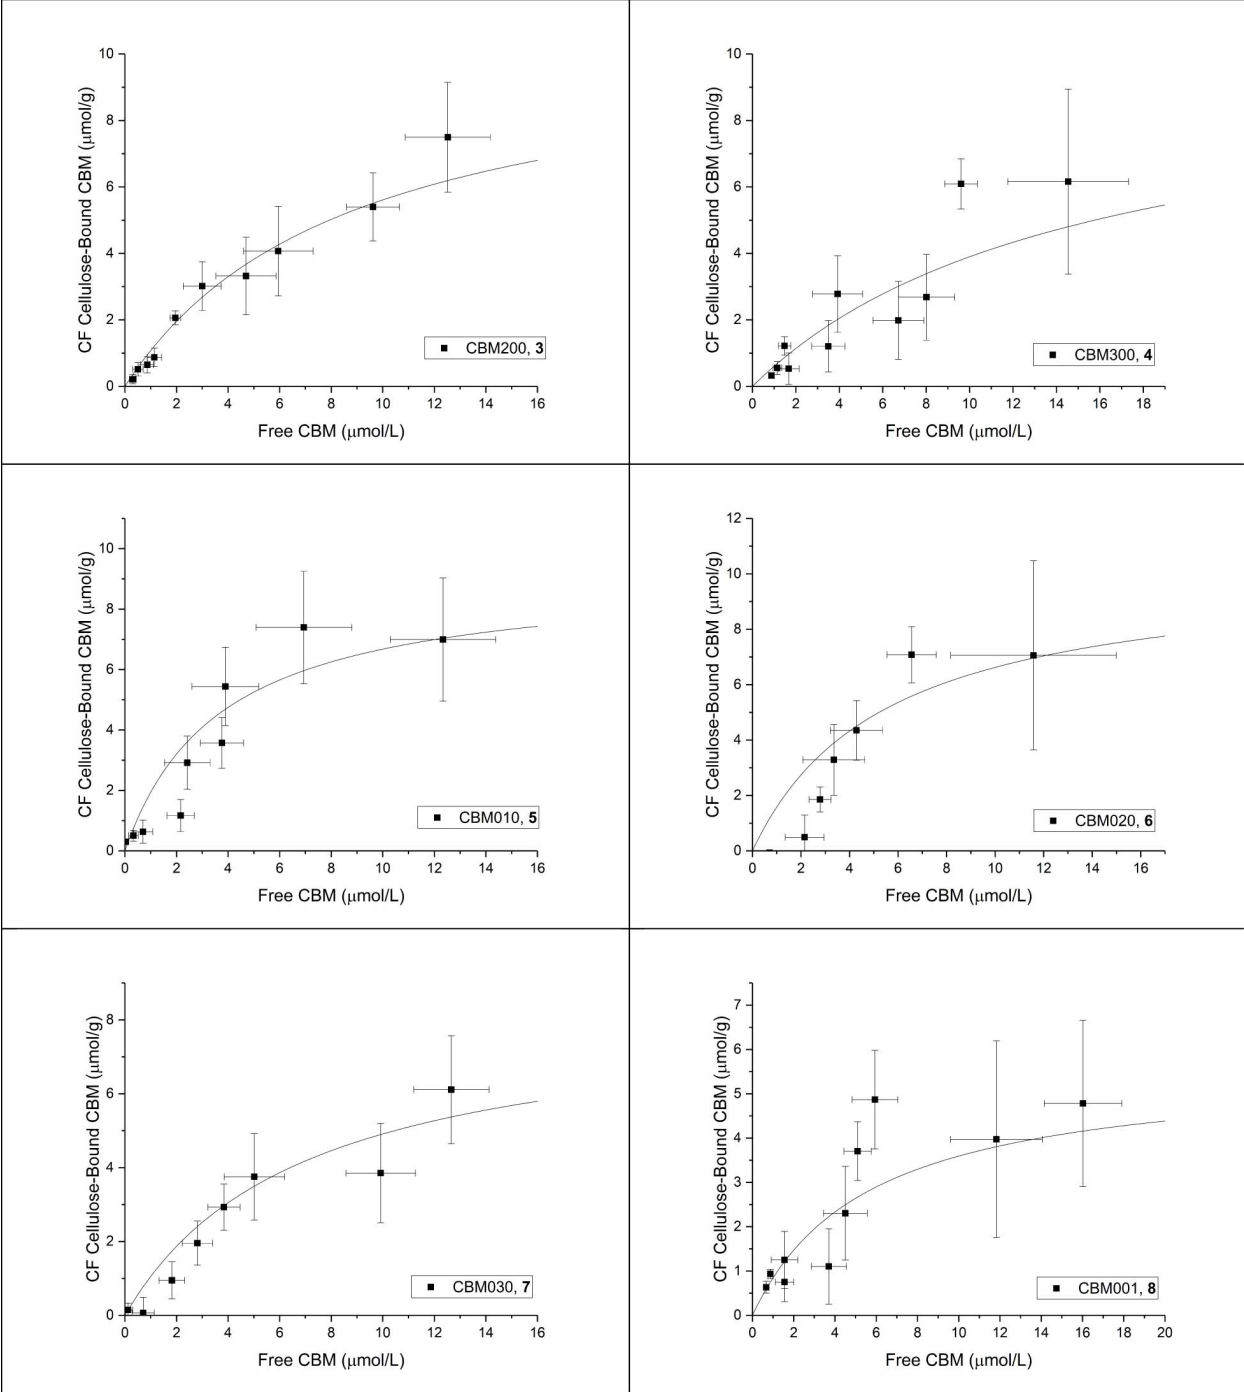 10
8
6
4
2
0
CF Cellulose-Bound CBM (μmol/g)
CBM200, 3
0 2 4 6 8 10 12 14 16
Free CBM (μmol/L)
10
8
6
4
2
0
CF Cellulose-Bound CBM (μmol/g)
CBM300, 4
0 2 4 6 8 10 12 14 16 18
Free CBM (μmol/L)
10
8
6
4
2
0
CF Cellulose-Bound CBM (μmol/g)
CBM010, 5
0 2 4 6 8 10 12 14 16
Free CBM (μmol/L)
12
10
8
6
4
2
0
CF Cellulose-Bound CBM (μmol/g)
CBM020, 6
0 2 4 6 8 10 12 14 16
Free CBM (μmol/L)
8
6
4
2
0
CF Cellulose-Bound CBM (μmol/g)
CBM030, 7
0 2 4 6 8 10 12 14 16
Free CBM (μmol/L)
7
6
5
4
3
2
1
0
CF Cellulose-Bound CBM (μmol/g)
CBM001, 8
0 2 4 6 8 10 12 14 16 18 20
Free CBM (μmol/L)